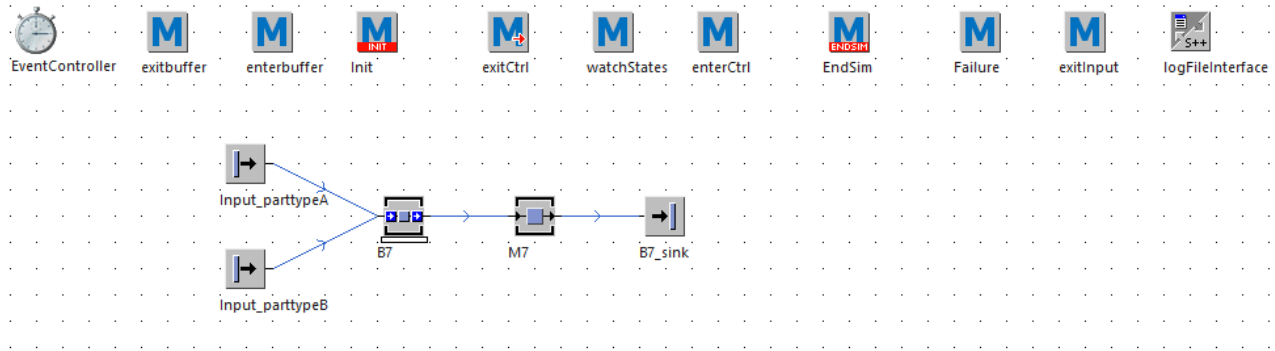 M M M INIT M M M M ENDSIM M M S++
EventController exitbuffer enterbuffer Init exitCtrl watchStates enterCtrl EndSim Failure exitInput logFileInterface
Input_parttypeA
B7 M7 B7_sink
Input_parttypeB